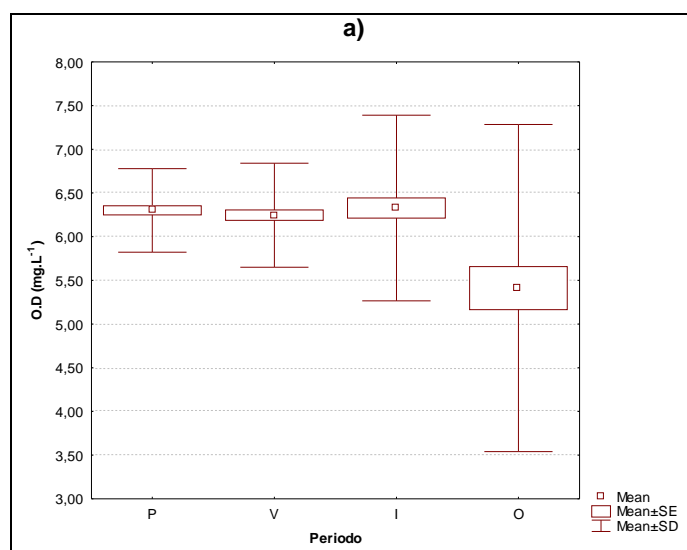 a)
8,00
7,50
7,00
6,50
6,00
5,50
5,00
4,50
4,00
3,50
3,00
O.D (mg.L-1)
P V I O
Periodo
Mean
Mean±SE
Mean±SD